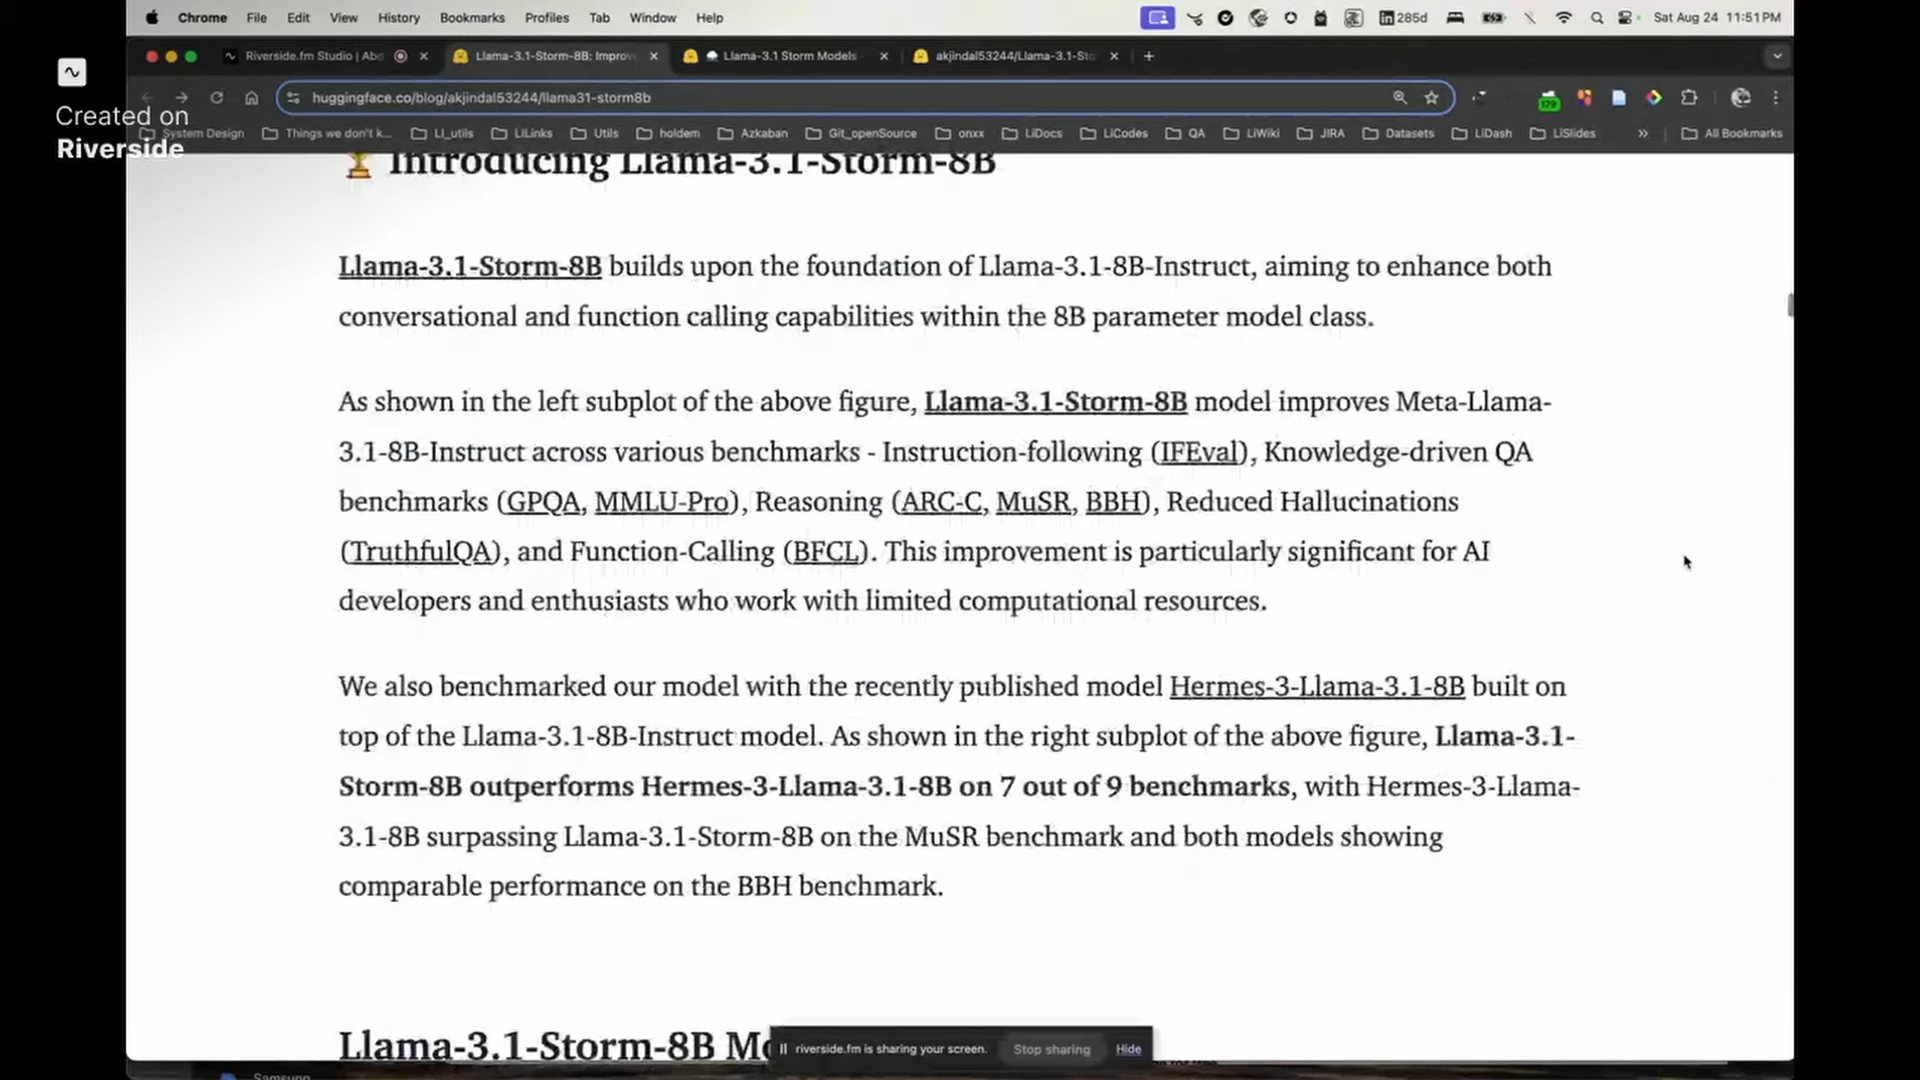 Chrome File Edit View History Bookmarks Profiles Tab Window Help 285d Sat Aug 24 11:51 PM
Riverside.fm Studio | Abc Llama-3.1-Storm-8B: Improv Llama-3.1 Storm Models akjindal53244/Llama-3.1-Sto
huggingface.co/blog/akjindal53244/llama31-storm8b 179
Created on
Riverside
System Design Things we don't k... LI_utils LILinks Utils holdem Azkaban Git_openSource onxx LiDocs LiCodes QA LiWiki JIRA Datasets LiDash LiSlides » All Bookmarks
Introducing Llama-3.1-Storm-8B
Llama-3.1-Storm-8B builds upon the foundation of Llama-3.1-8B-Instruct, aiming to enhance both
conversational and function calling capabilities within the 8B parameter model class.
As shown in the left subplot of the above figure, Llama-3.1-Storm-8B model improves Meta-Llama-
3.1-8B-Instruct across various benchmarks - Instruction-following (IFEval), Knowledge-driven QA
benchmarks (GPQA, MMLU-Pro), Reasoning (ARC-C, MuSR, BBH), Reduced Hallucinations
(TruthfulQA), and Function-Calling (BFCL). This improvement is particularly significant for AI
developers and enthusiasts who work with limited computational resources.
We also benchmarked our model with the recently published model Hermes-3-Llama-3.1-8B built on
top of the Llama-3.1-8B-Instruct model. As shown in the right subplot of the above figure, Llama-3.1-
Storm-8B outperforms Hermes-3-Llama-3.1-8B on 7 out of 9 benchmarks, with Hermes-3-Llama-
3.1-8B surpassing Llama-3.1-Storm-8B on the MuSR benchmark and both models showing
comparable performance on the BBH benchmark.
Llama-3.1-Storm-8B Mo
riverside.fm is sharing your screen. Stop sharing Hide
Samsung